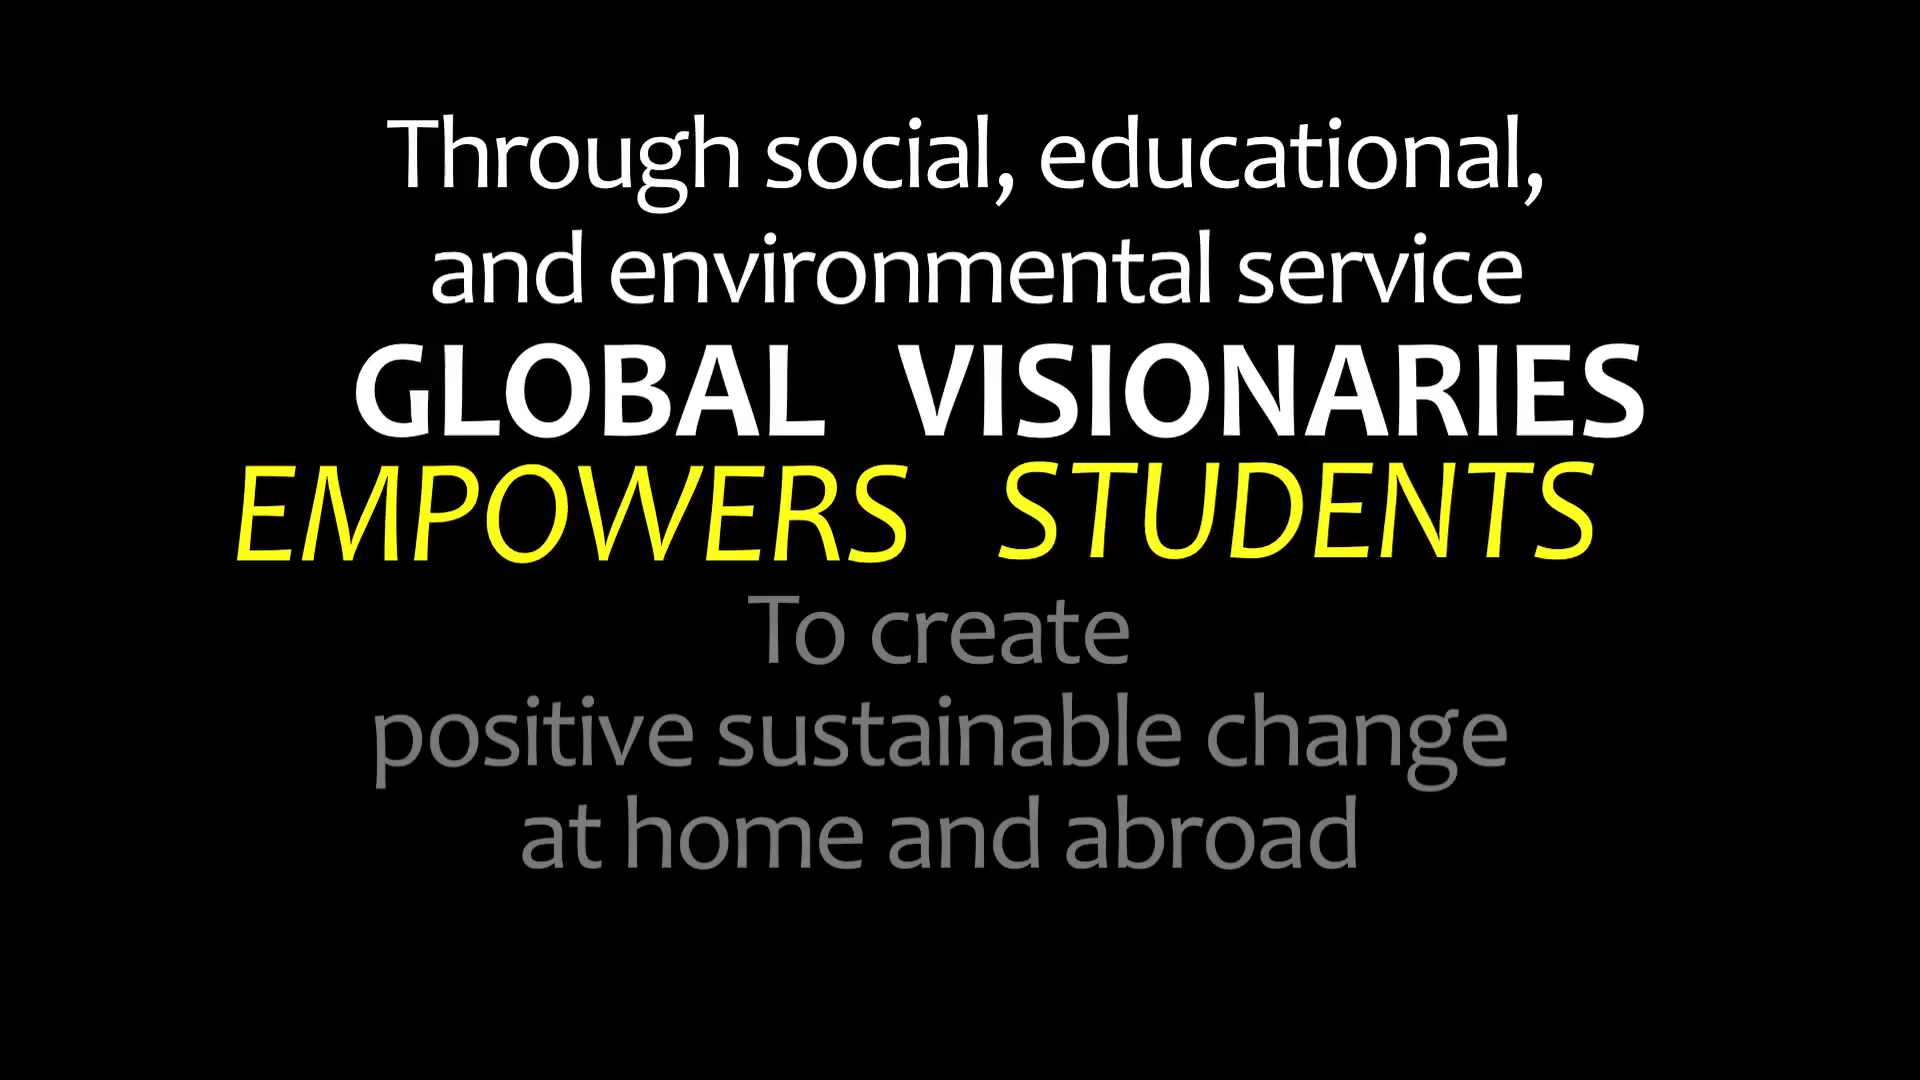 Through social, educational,
and environmental service
GLOBAL VISIONARIES
EMPOWERS STUDENTS
To create
positive sustainable change
at home and abroad